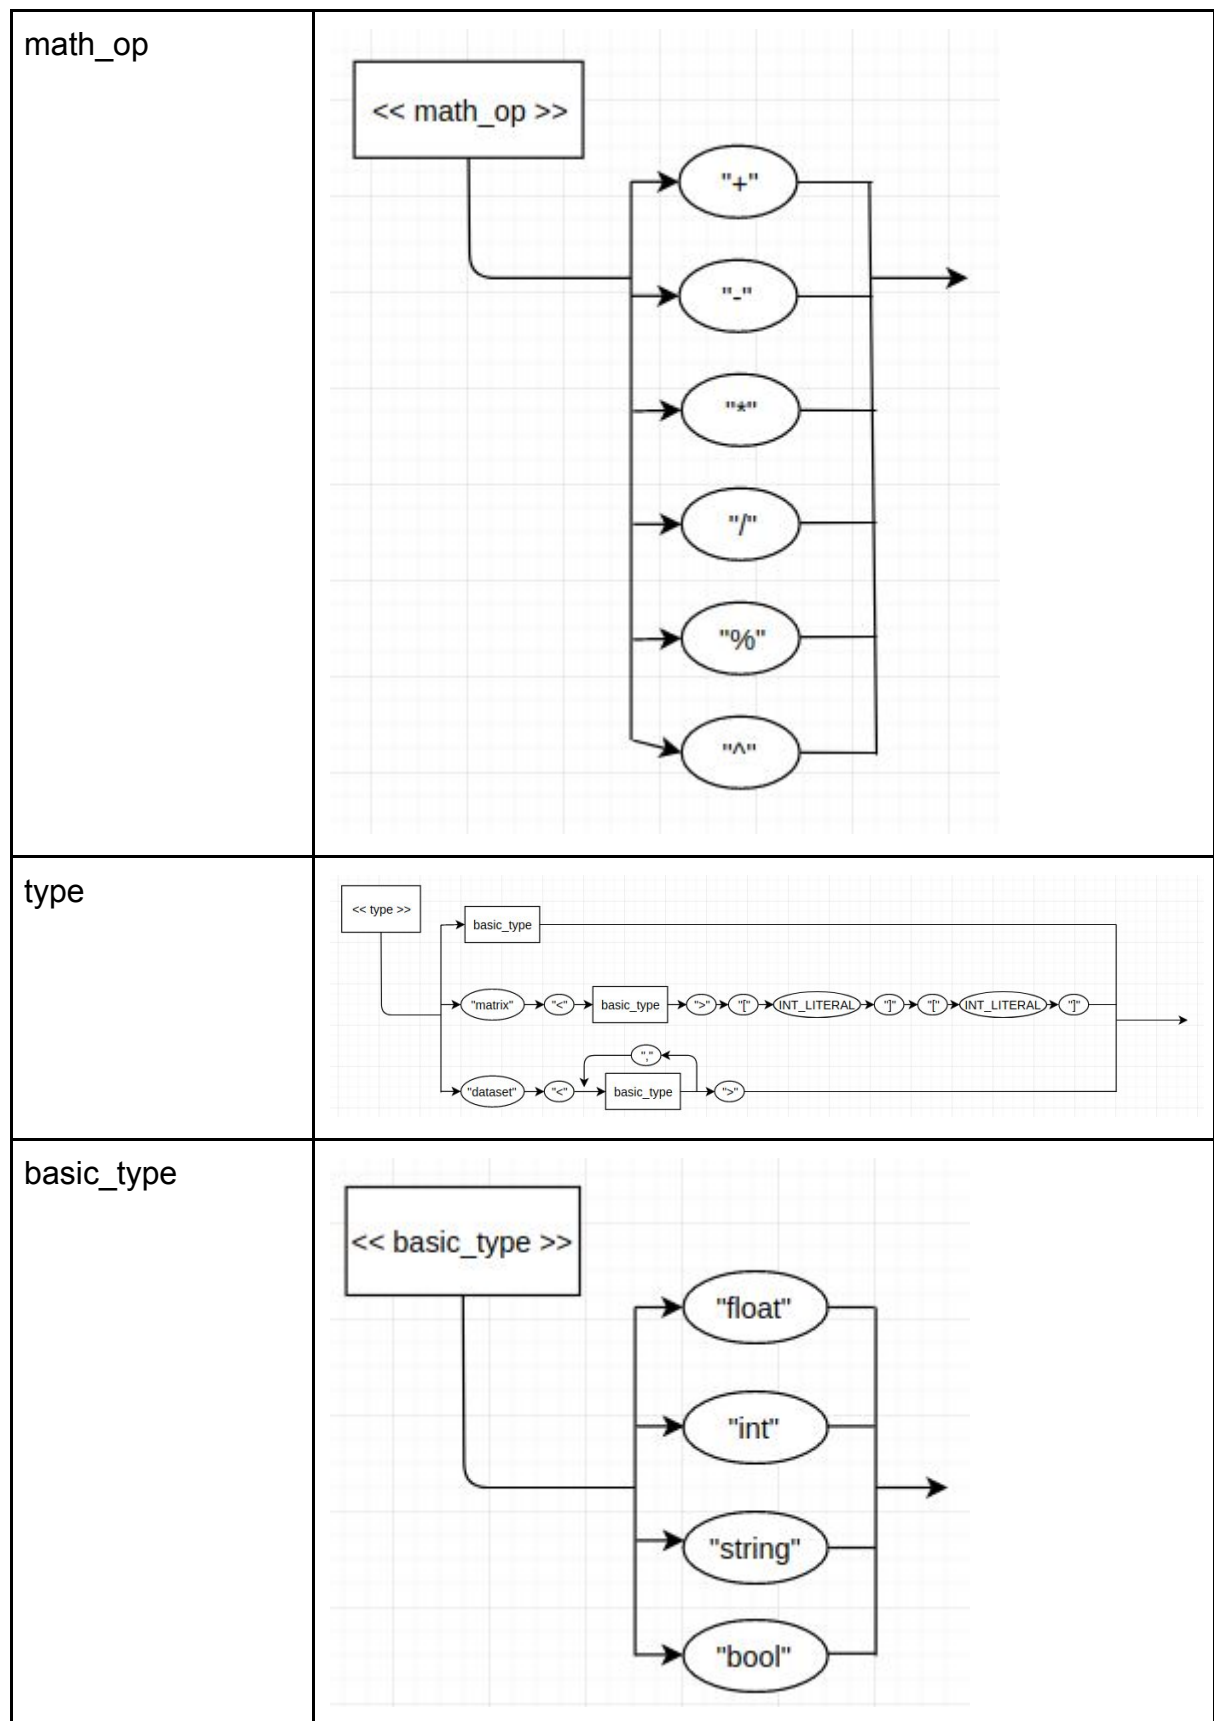 math_op
<< math_op >>
"+"
"-"
"*"
"/"
"%"
"^"
type
<< type >>
basic_type
"matrix" "<" basic_type ">" "[" INT_LITERAL "]" "[" INT_LITERAL "]"
","
"dataset" "<" basic_type ">"
basic_type
<< basic_type >>
"float"
"int"
"string"
"bool"